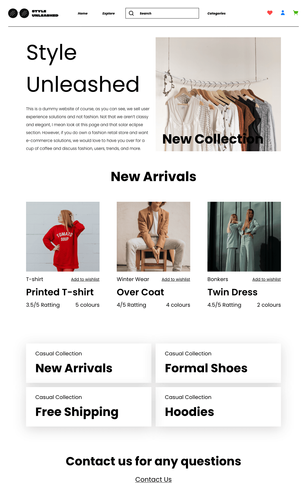 STYLE
UNLEASHED
Home
Explore
Search
Categories
Style
Unleashed
This is a dummy website of course, as you can see, we sell user
experience solutions and not fashion. Not that we aren't classy
and elegant, I mean look at this page and that solar eclipse
section. However, if you do own a fashion retail store and want
e-commerce solutions, we would love to have you over for a
cup of coffee and discuss fashion, users, trends, and more
New Collection
New Arrivals
TOMATO
SOUP
T-shirt Add to wishlist
Printed T-shirt
3.5/5 Ratting 5 colours
Winter Wear Add to wishlist
Over Coat
4/5 Ratting 4 colours
Bonkers Add to wishlist
Twin Dress
4.5/5 Ratting 2 colours
Casual Collection
New Arrivals
Casual Collection
Formal Shoes
Casual Collection
Free Shipping
Casual Collection
Hoodies
Contact us for any questions
Contact Us